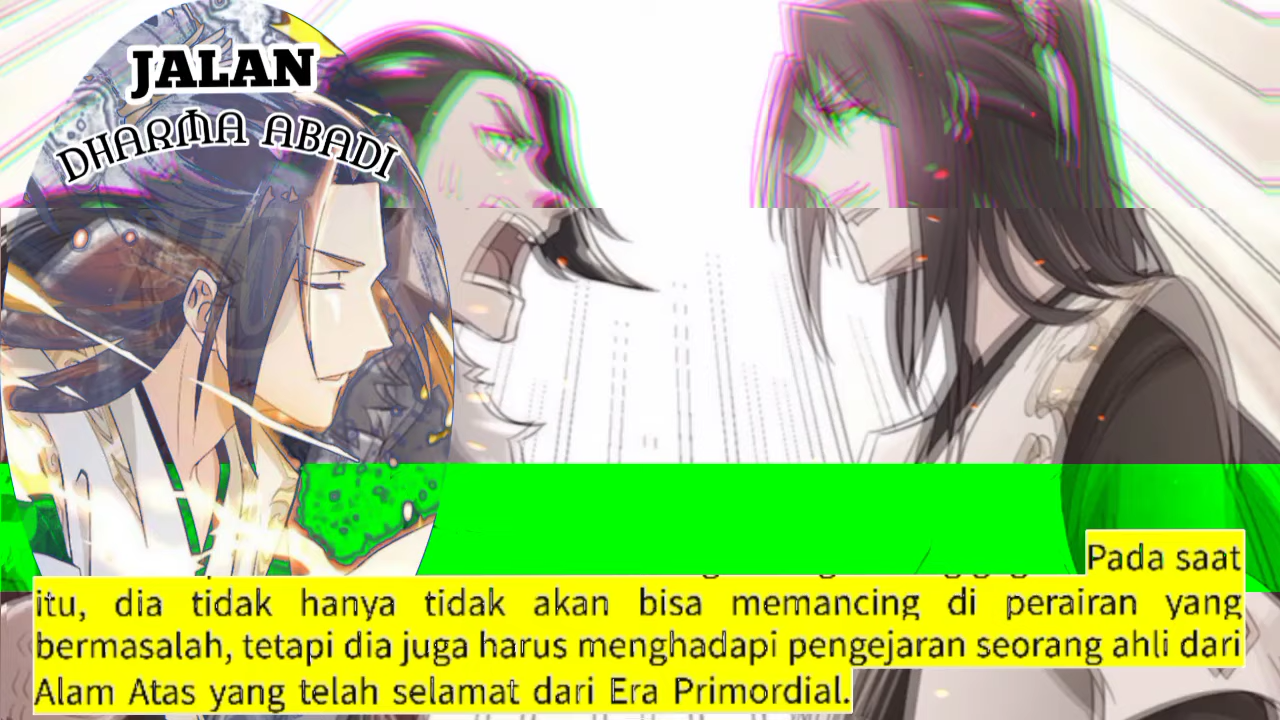 JALAN
DHARMA ABADI
Pada saat
itu, dia tidak hanya tidak akan bisa memancing di perairan yang
bermasalah, tetapi dia juga harus menghadapi pengejaran seorang ahli dari
Alam Atas yang telah selamat dari Era Primordial.